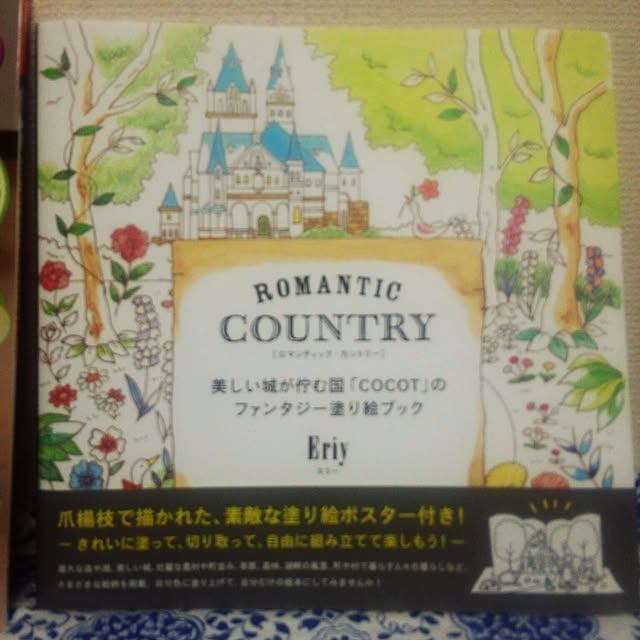 ROMANTIC
COUNTRY
[ロマンティック・カントリー]
美しい城が佇む国「COCOT」の
ファンタジー塗り絵ブック
Eriy
エリー
爪楊枝で描かれた、素敵な塗り絵ポスター付き!
— きれいに塗って、切り取って、自由に組み立てて楽しもう! —